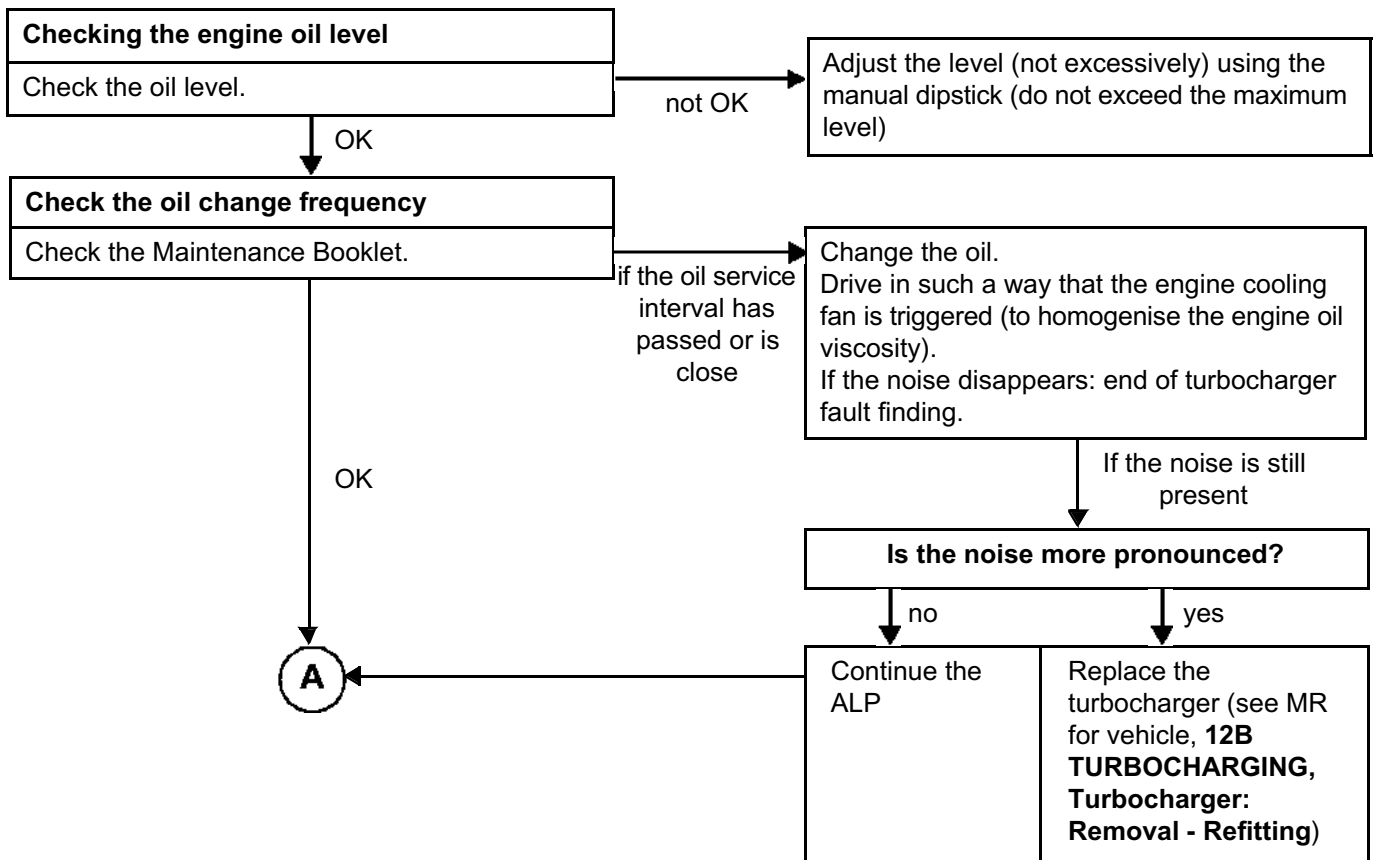 Checking the engine oil level
Check the oil level.
not OK
Adjust the level (not excessively) using the
manual dipstick (do not exceed the maximum
level)
OK
Check the oil change frequency
Check the Maintenance Booklet.
if the oil service
interval has
passed or is
close
Change the oil.
Drive in such a way that the engine cooling
fan is triggered (to homogenise the engine oil
viscosity).
If the noise disappears: end of turbocharger
fault finding.
OK
If the noise is still
present
Is the noise more pronounced?
no
yes
A
Continue the
ALP
Replace the
turbocharger (see MR
for vehicle, 12B
TURBOCHARGING,
Turbocharger:
Removal - Refitting)